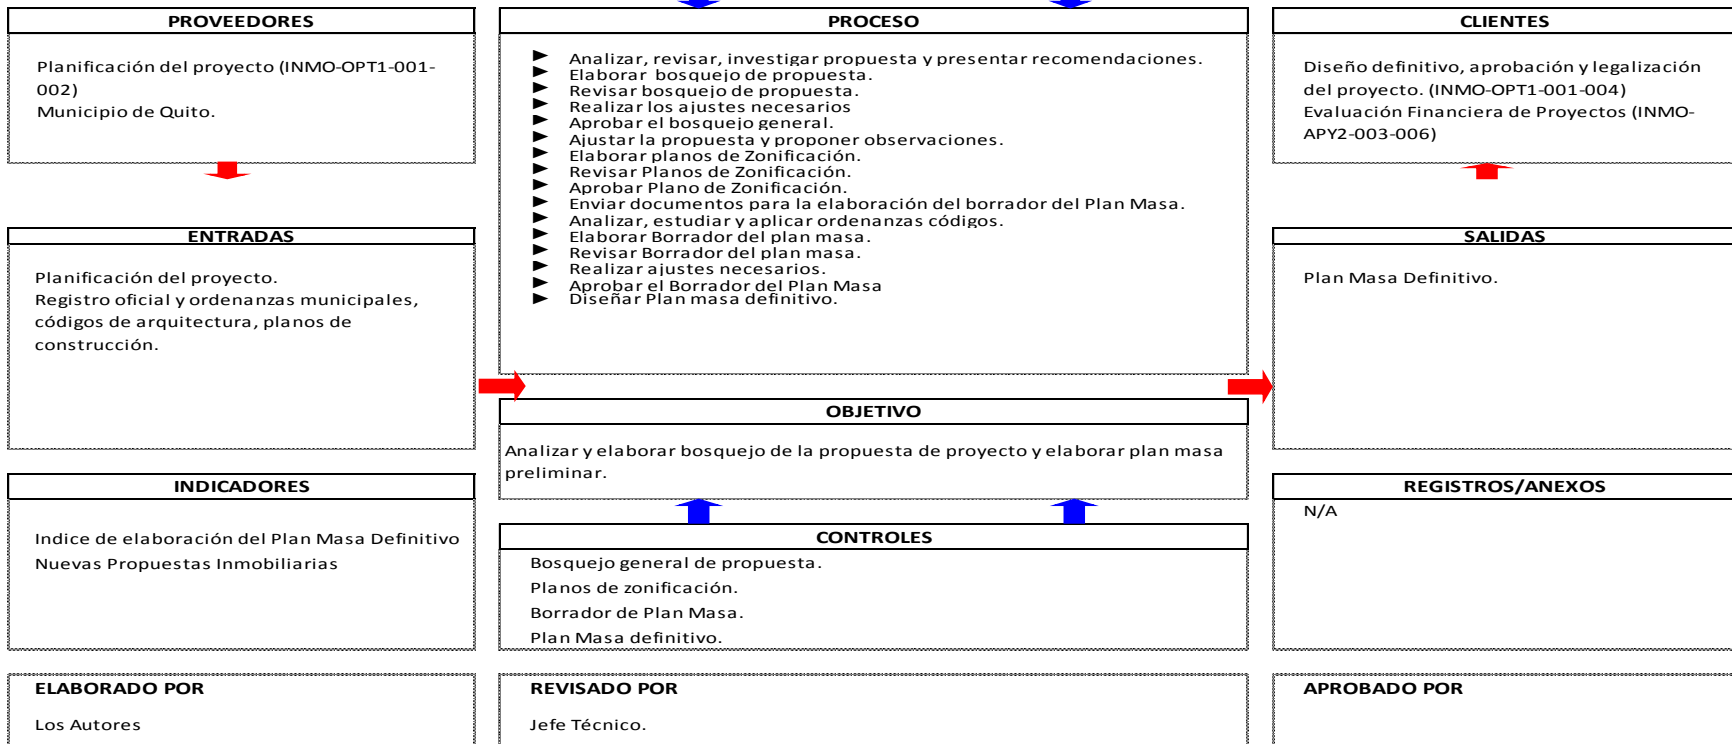 PROVEEDORES
Planificación del proyecto (INMO-OPT1-001-
002)
Municipio de Quito.
ENTRADAS
Planificación del proyecto.
Registro oficial y ordenanzas municipales,
códigos de arquitectura, planos de
construcción.
INDICADORES
Indice de elaboración del Plan Masa Definitivo
Nuevas Propuestas Inmobiliarias
ELABORADO POR
Los Autores
PROCESO
Analizar, revisar, investigar propuesta y presentar recomendaciones.
Elaborar bosquejo de propuesta.
Revisar bosquejo de propuesta.
Realizar los ajustes necesarios
Aprobar el bosquejo general.
Ajustar la propuesta y proponer observaciones.
Elaborar planos de Zonificación.
Revisar Planos de Zonificación.
Aprobar Plano de Zonificación.
Enviar documentos para la elaboración del borrador del Plan Masa.
Analizar, estudiar y aplicar ordenanzas códigos.
Elaborar Borrador del plan masa.
Revisar Borrador del plan masa.
Realizar ajustes necesarios.
Aprobar el Borrador del Plan Masa
Diseñar Plan masa definitivo.
OBJETIVO
Analizar y elaborar bosquejo de la propuesta de proyecto y elaborar plan masa
preliminar.
CONTROLES
Bosquejo general de propuesta.
Planos de zonificación.
Borrador de Plan Masa.
Plan Masa definitivo.
REVISADO POR
Jefe Técnico.
CLIENTES
Diseño definitivo, aprobación y legalización
del proyecto. (INMO-OPT1-001-004)
Evaluación Financiera de Proyectos (INMO-
APY2-003-006)
SALIDAS
Plan Masa Definitivo.
REGISTROS/ANEXOS
N/A
APROBADO POR